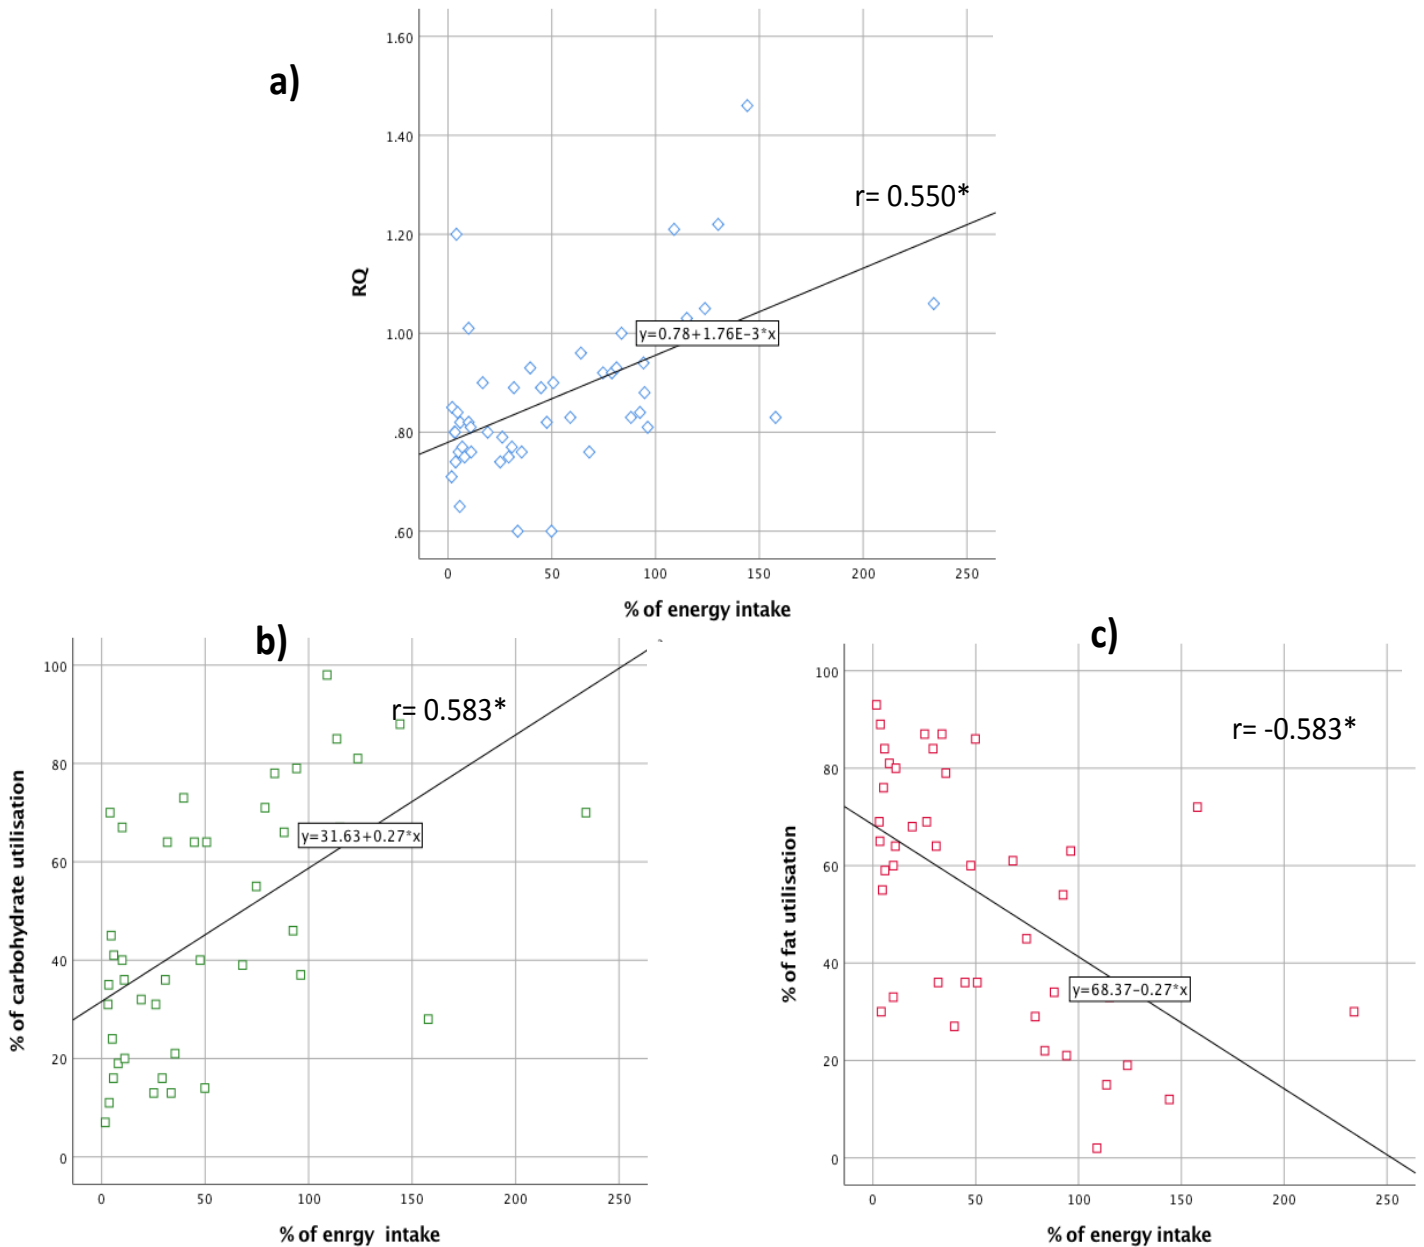 a)
1.60
1.40
1.20
1.00
.80
.60
RQ
r= 0.550*
y=0.78+1.76E-3*x
0 50 100 150 200 250
% of energy intake
b)
100
80
60
40
20
0
% of carbohydrate utilisation
r= 0.583*
y=31.63+0.27*x
0 50 100 150 200 250
% of enrgy intake
c)
100
80
60
40
20
0
% of fat utilisation
r= -0.583*
y=68.37-0.27*x
0 50 100 150 200 250
% of energy intake